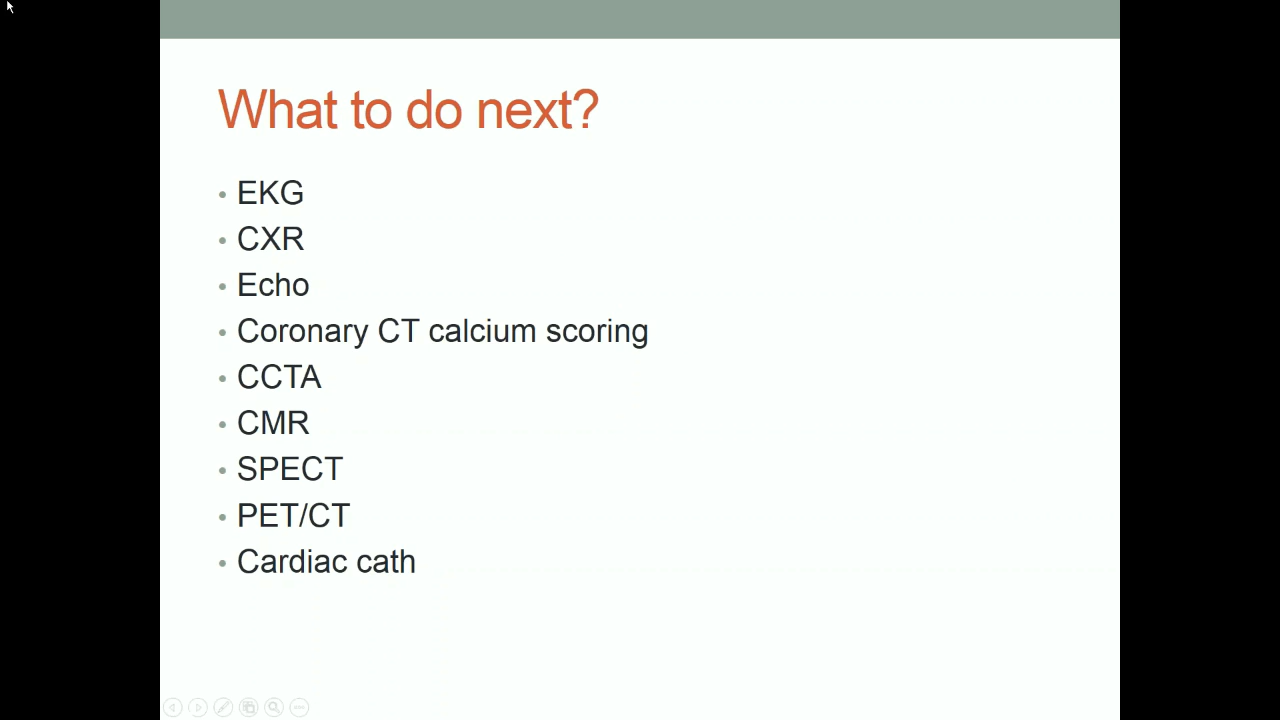 What to do next?
• EKG
• CXR
• Echo
• Coronary CT calcium scoring
• CCTA
• CMR
• SPECT
• PET/CT
• Cardiac cath